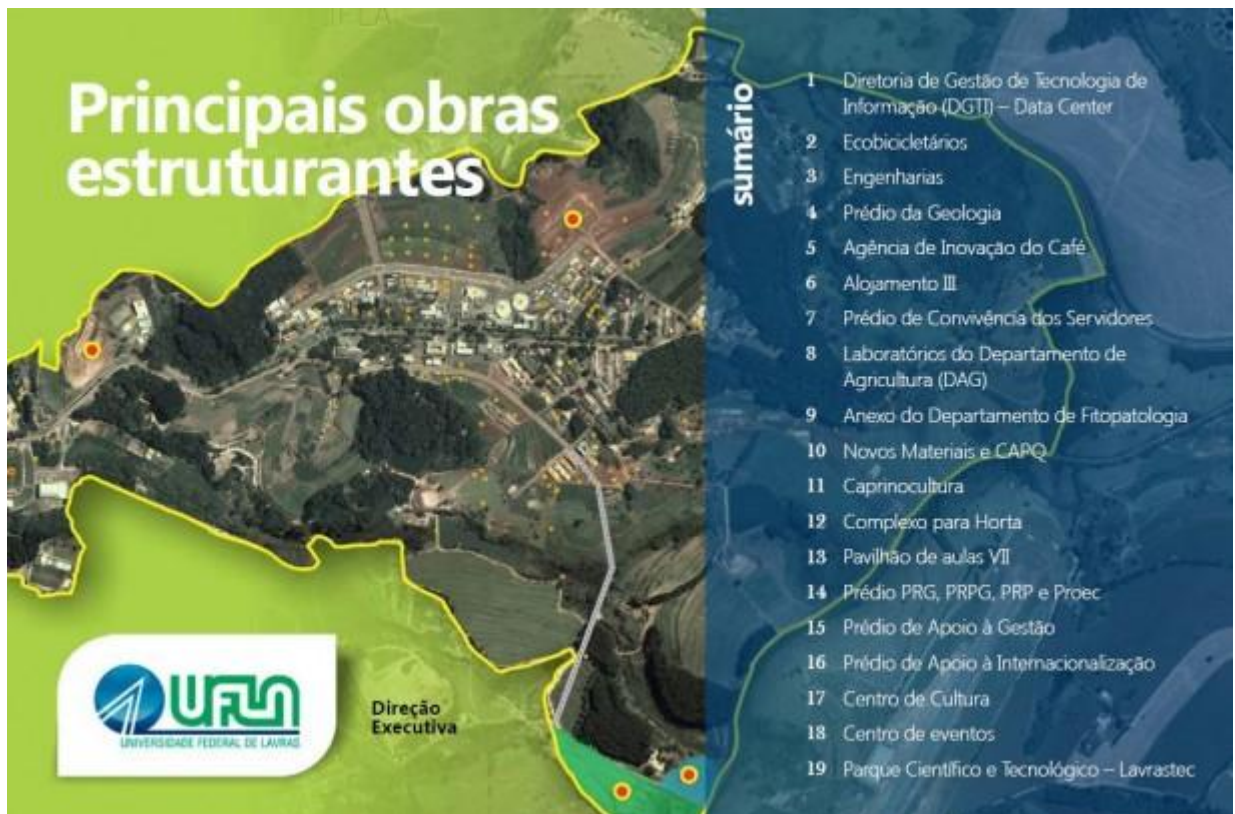 Principais obras
estruturantes
UFLA
UNIVERSIDADE FEDERAL DE LAVRAS
Direção
Executiva
sumário
1 Diretoria de Gestão de Tecnologia de
Informação (DGTI) – Data Center
2 Ecobicicletários
3 Engenharias
4 Prédio da Geologia
5 Agência de Inovação do Café
6 Alojamento III
7 Prédio de Convivência dos Servidores
8 Laboratórios do Departamento de
Agricultura (DAG)
9 Anexo do Departamento de Fitopatologia
10 Novos Materiais e CAPQ
11 Caprinocultura
12 Complexo para Horta
13 Pavilhão de aulas VII
14 Prédio PRG, PRPG, PRP e Proec
15 Prédio de Apoio à Gestão
16 Prédio de Apoio à Internacionalização
17 Centro de Cultura
18 Centro de eventos
19 Parque Científico e Tecnológico – Lavrastec